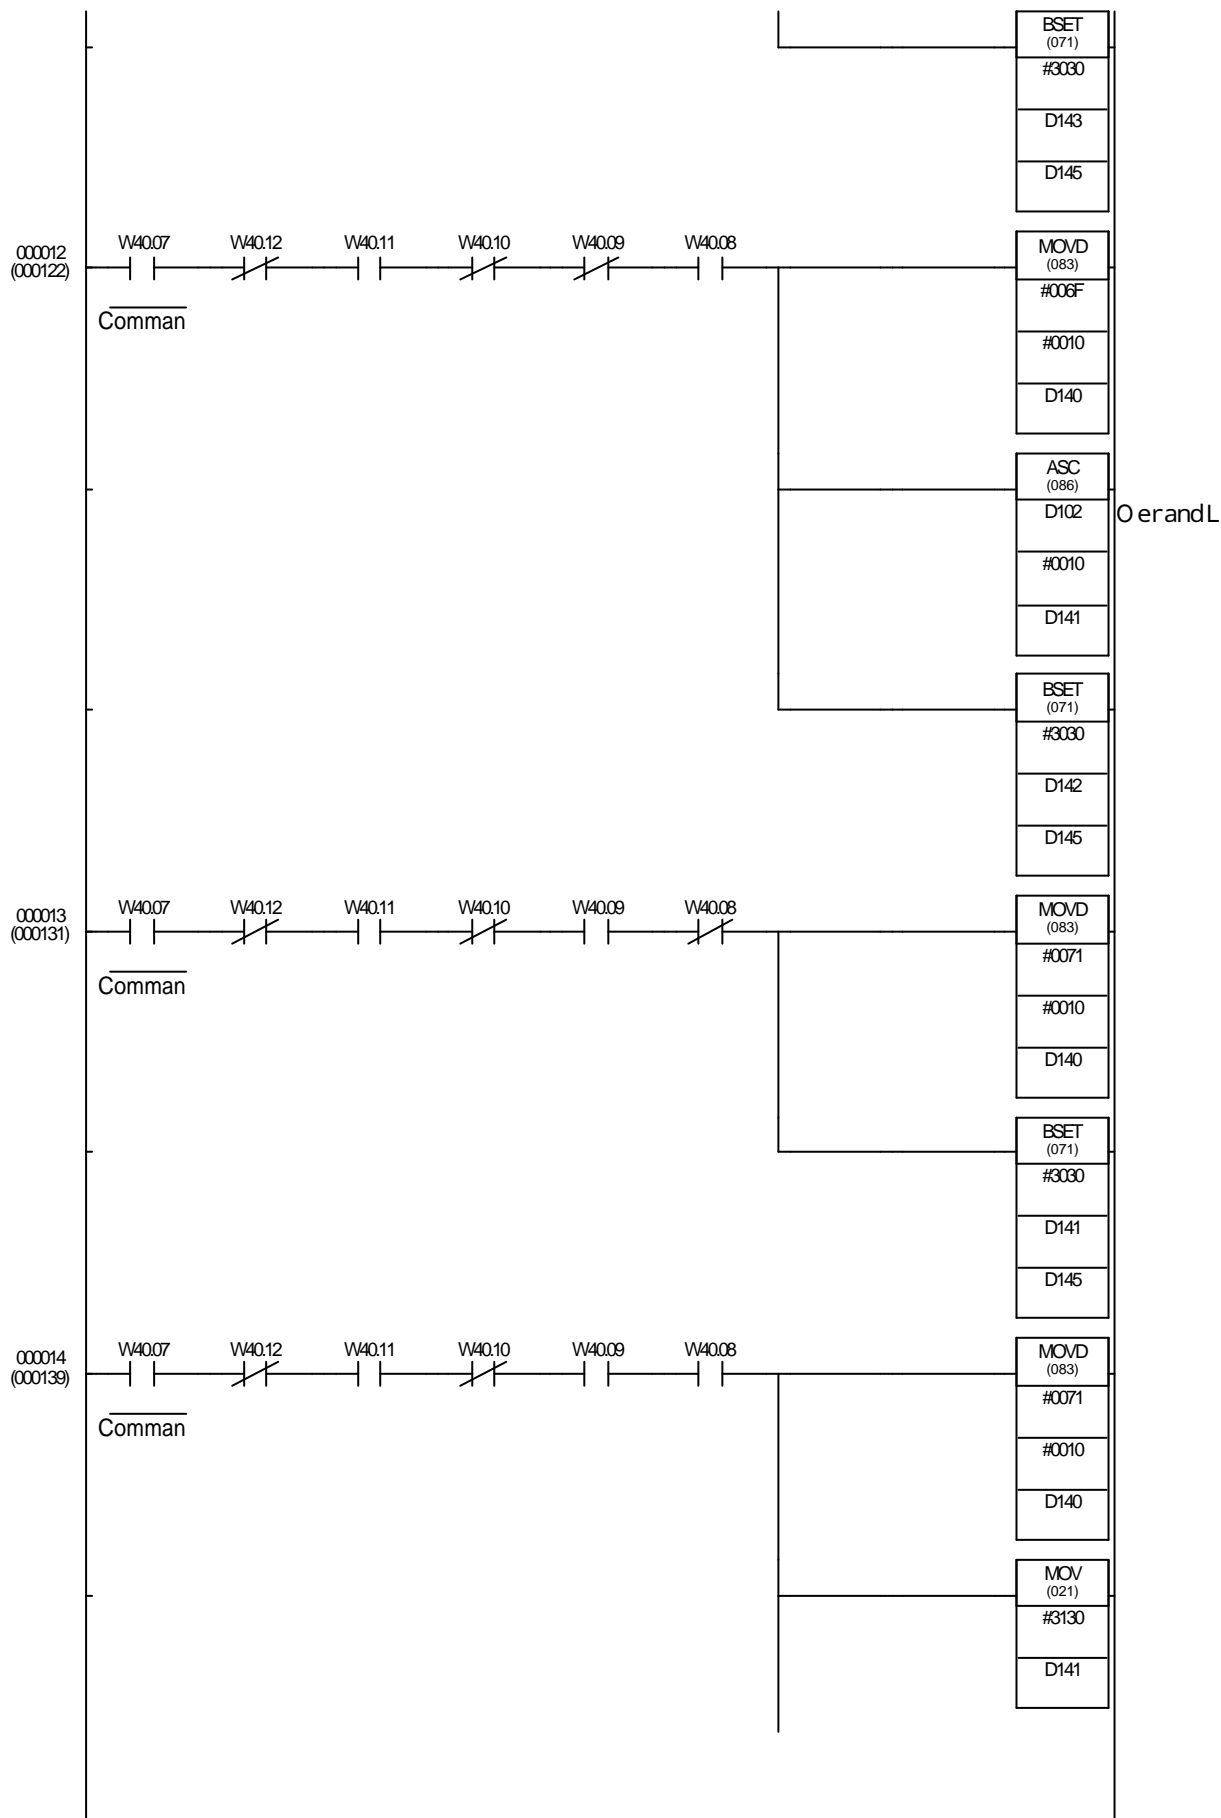 BSET
(071)
#3030
D143
D145
000012
(000122)
W40.07 W40.12 W40.11 W40.10 W40.09 W40.08
Comman
MOVD
(083)
#006F
#0010
D140
ASC
(086)
D102 O erand L
#0010
D141
BSET
(071)
#3030
D142
D145
000013
(000131)
W40.07 W40.12 W40.11 W40.10 W40.09 W40.08
Comman
MOVD
(083)
#0071
#0010
D140
BSET
(071)
#3030
D141
D145
000014
(000139)
W40.07 W40.12 W40.11 W40.10 W40.09 W40.08
Comman
MOVD
(083)
#0071
#0010
D140
MOV
(021)
#3130
D141